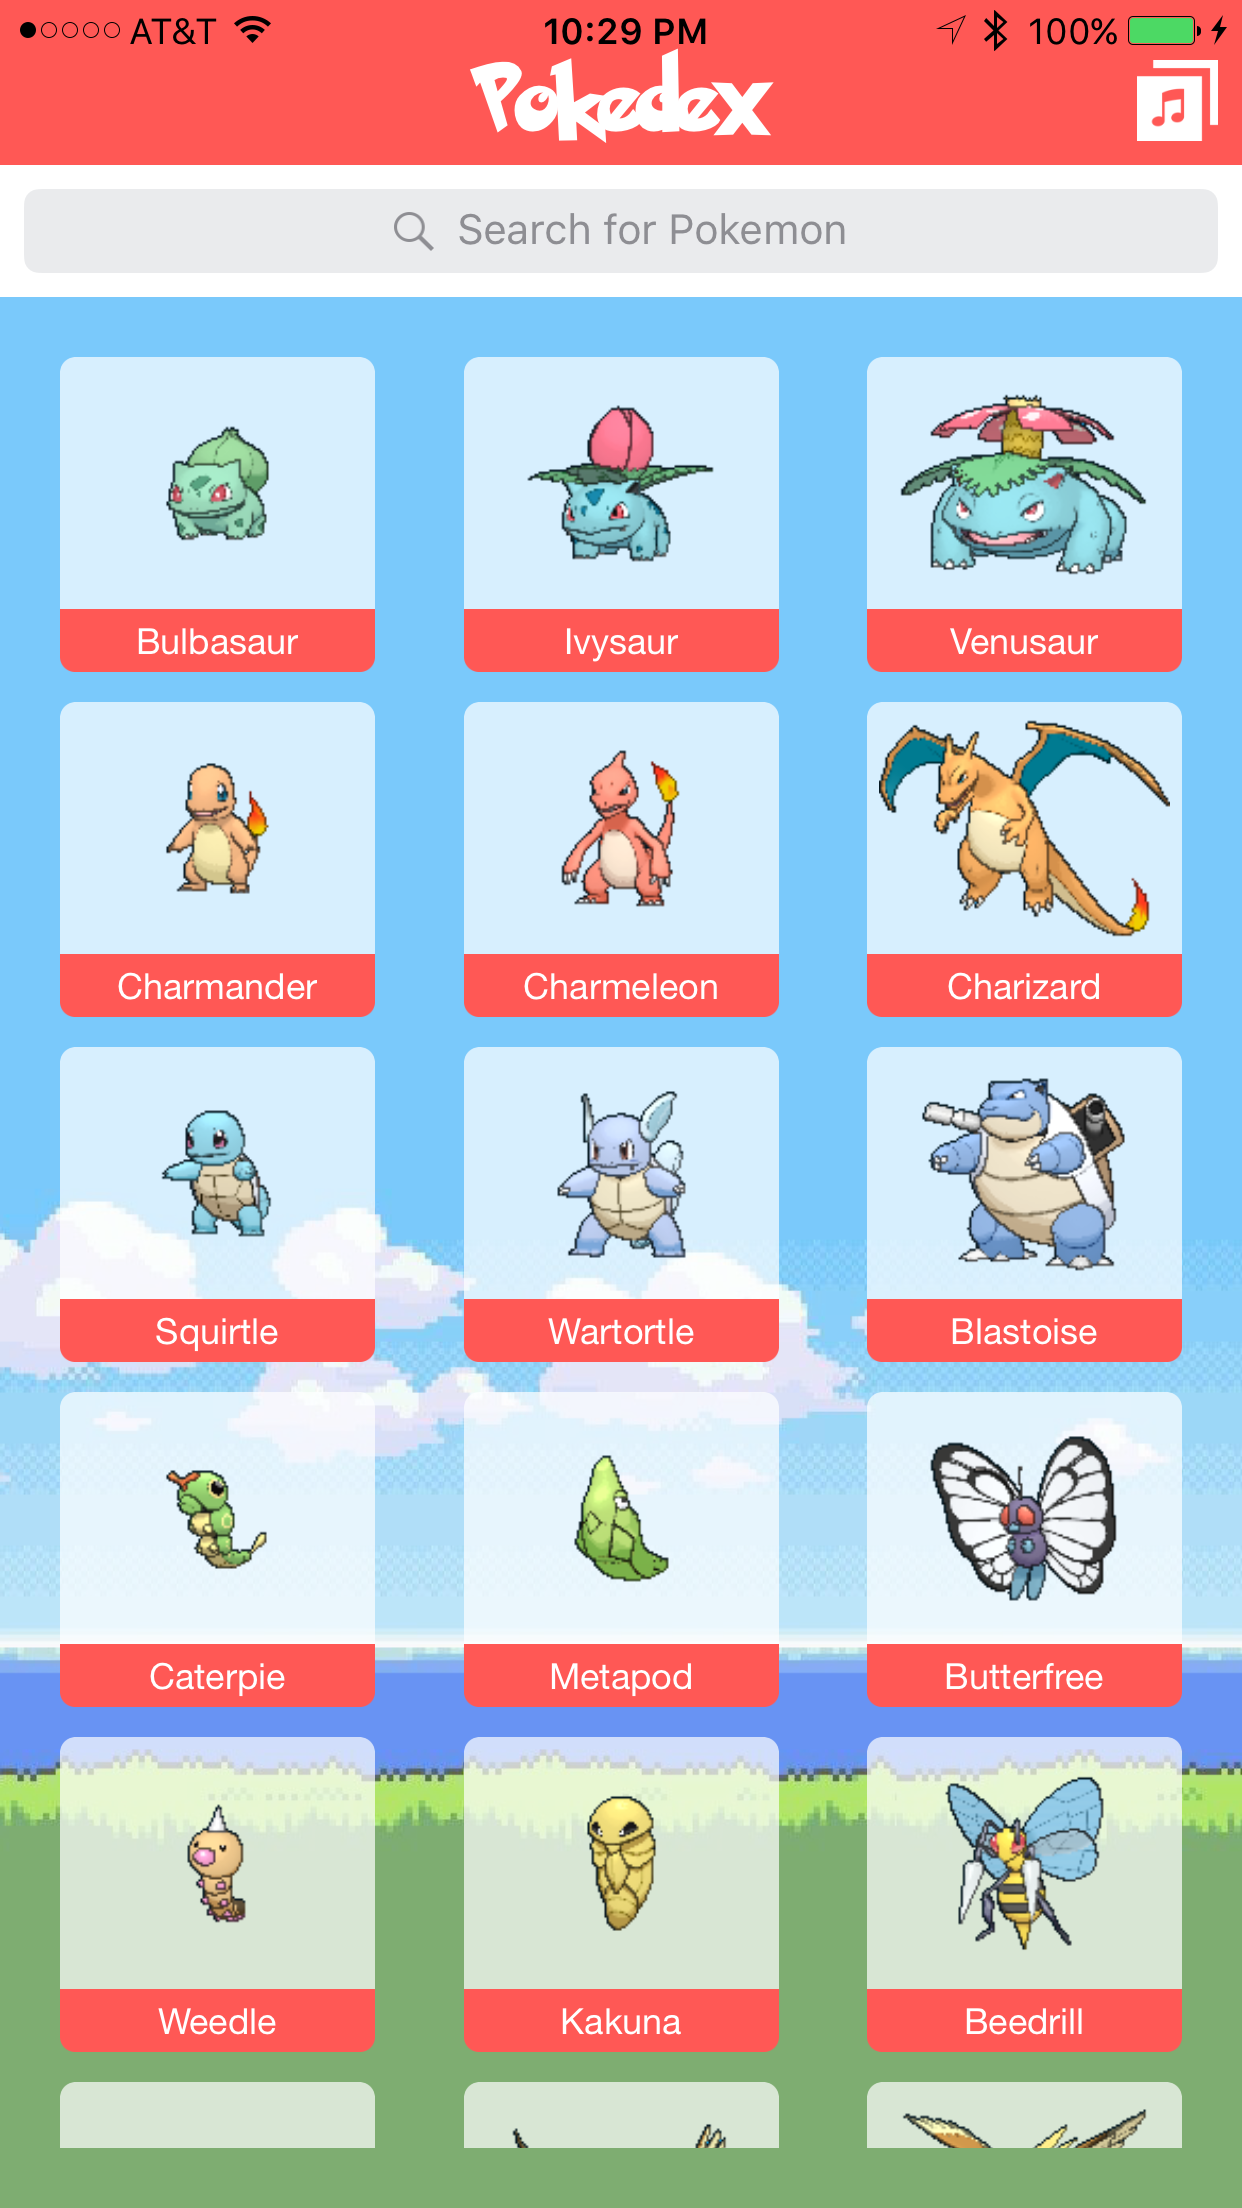 AT&T 10:29 PM 100%
Pokedex
Search for Pokemon
Bulbasaur Ivysaur Venusaur
Charmander Charmeleon Charizard
Squirtle Wartortle Blastoise
Caterpie Metapod Butterfree
Weedle Kakuna Beedrill